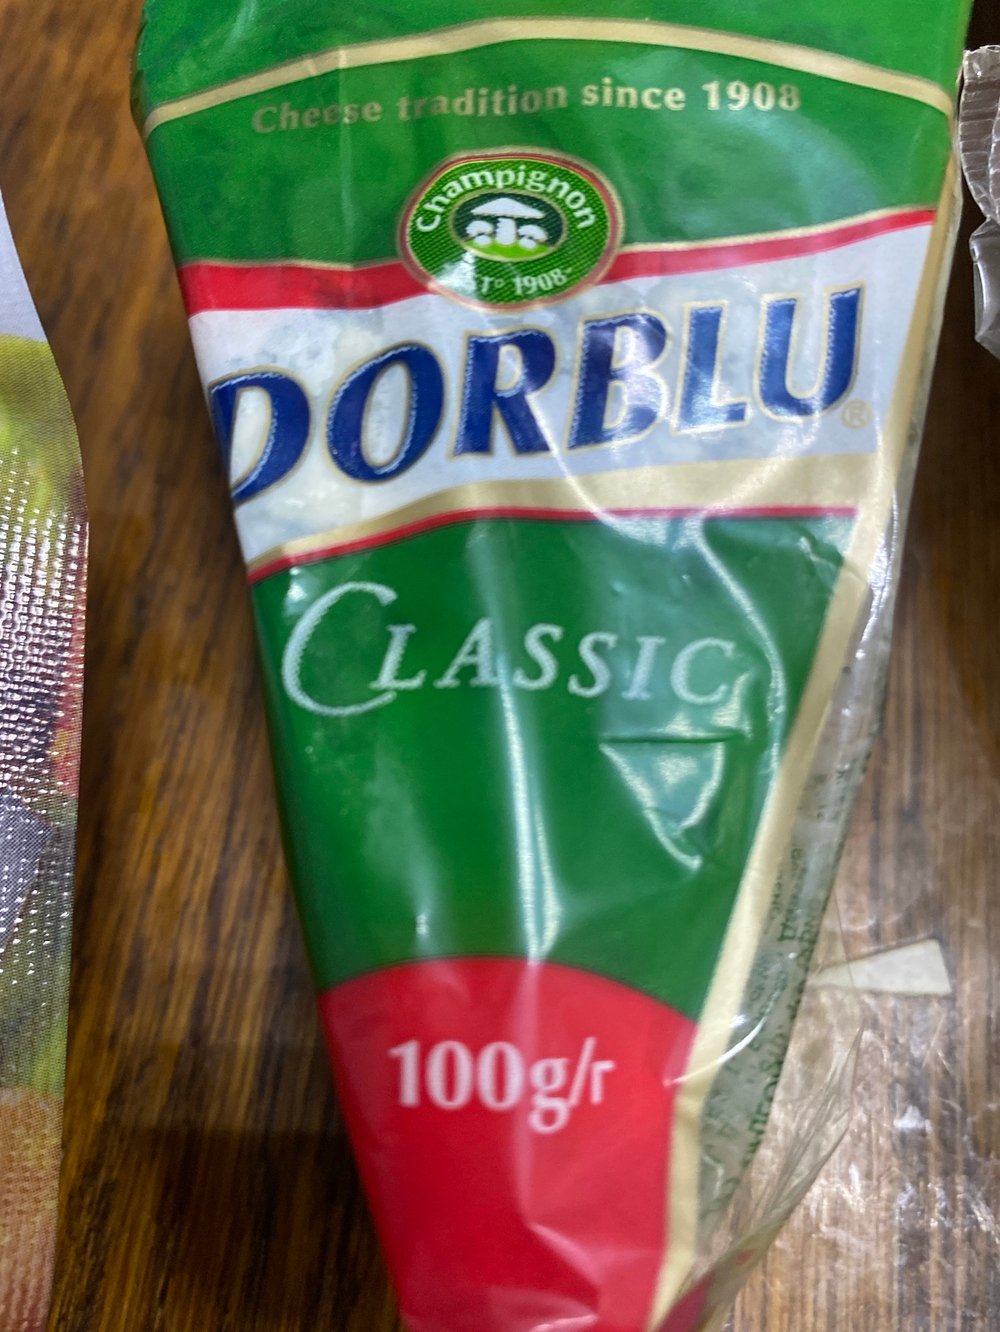 Cheese tradition since 1908
Champignon
1908
DORBLU®
CLASSIC
100g/г